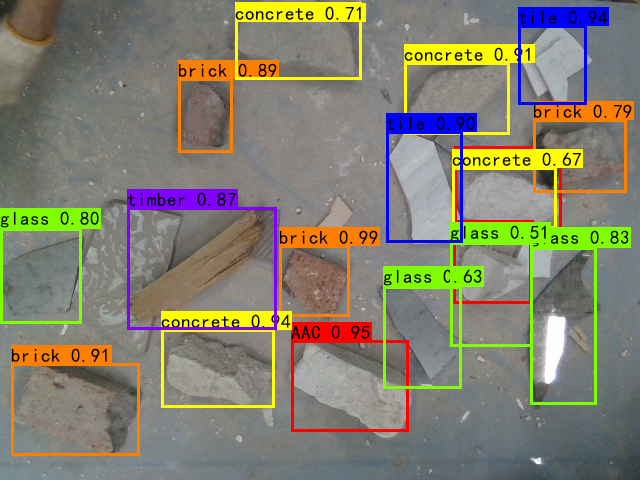 concrete 0.71
tile 0.94
concrete 0.91
brick 0.89
brick 0.79
tile 0.90
concrete 0.67
timber 0.87
glass 0.80
brick 0.99
glass 0.51
ass 0.83
glass 0.63
concrete 0.94
AAC 0.95
brick 0.91